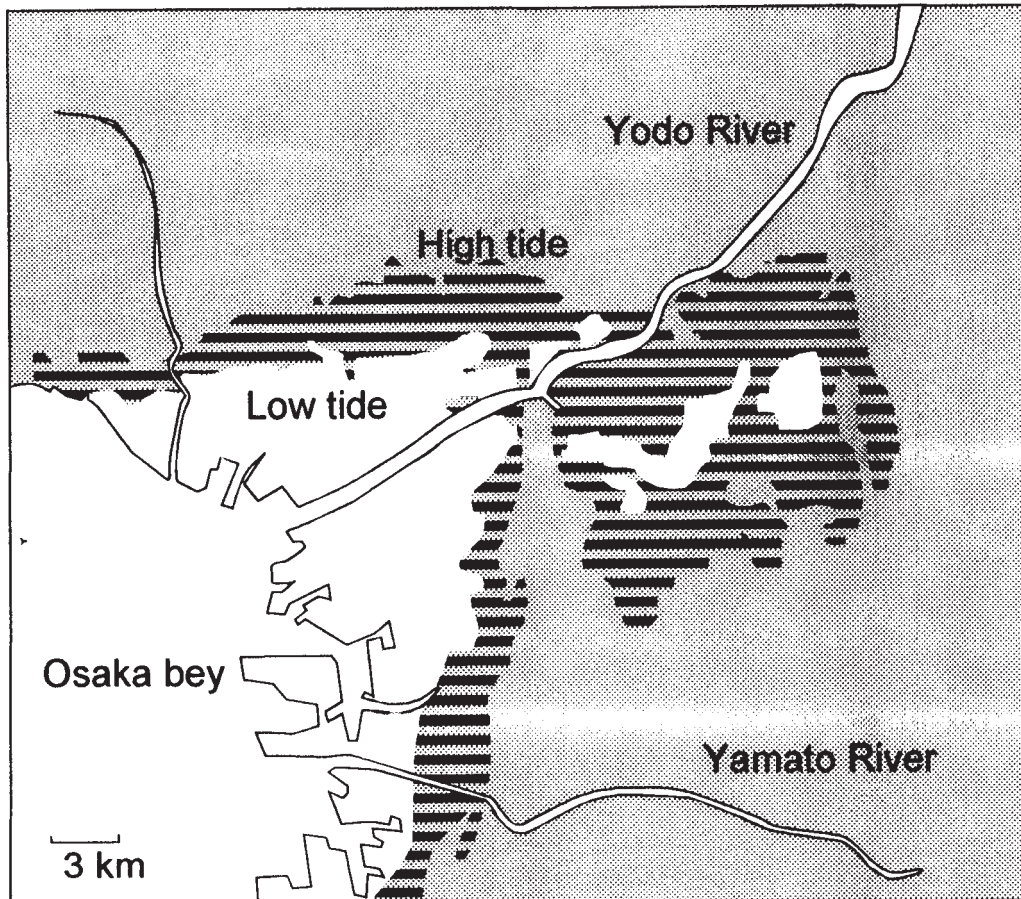 Yodo River
High tide
Low tide
Osaka bey
Yamato River
3 km